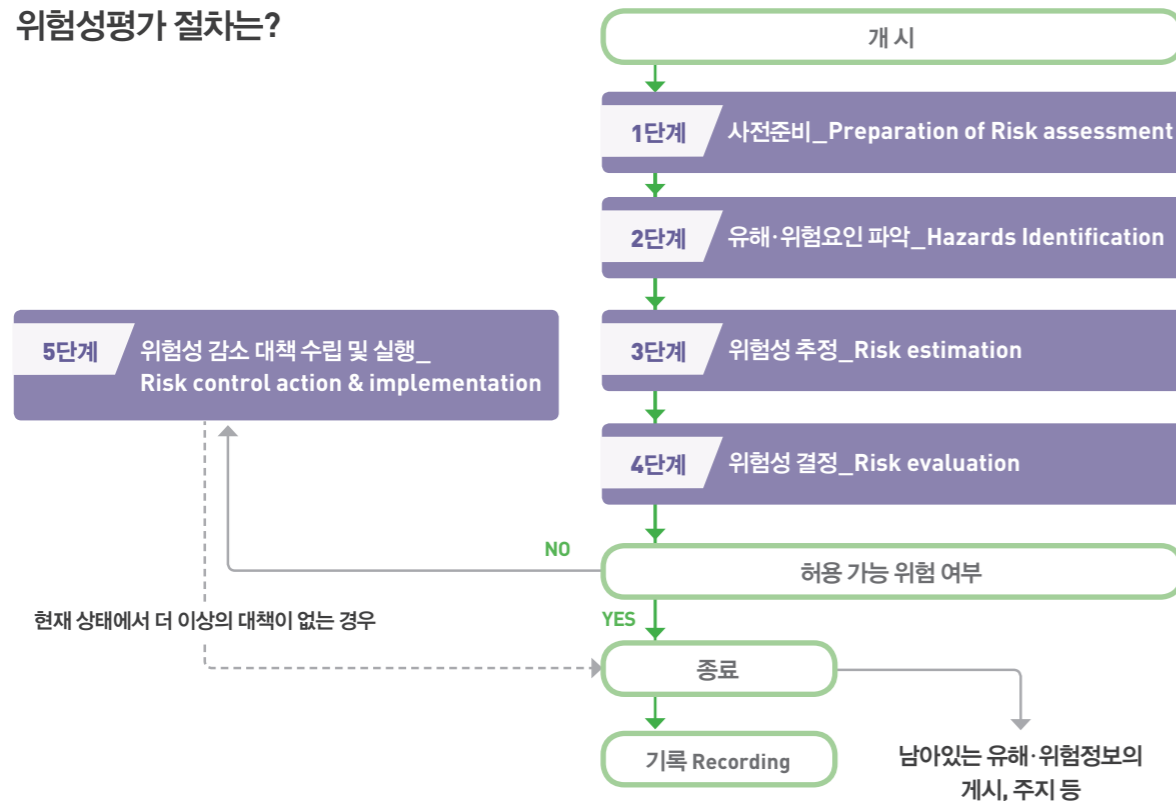 위험성평가 절차는?
개 시
1단계 사전준비_Preparation of Risk assessment
2단계 유해·위험요인 파악_Hazards Identification
3단계 위험성 추정_Risk estimation
5단계 위험성 감소 대책 수립 및 실행_
Risk control action & implementation
4단계 위험성 결정_Risk evaluation
NO
허용 가능 위험 여부
현재 상태에서 더 이상의 대책이 없는 경우
YES
종료
기록 Recording
남아있는 유해·위험정보의
게시, 주지 등